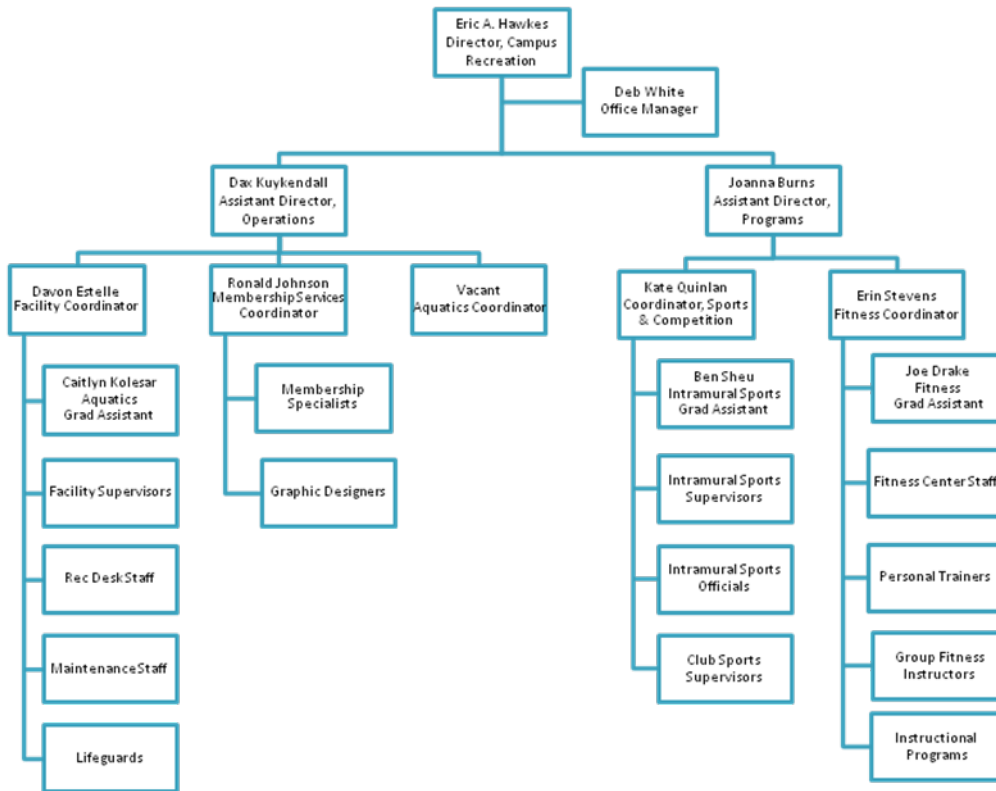 Eric A. Hawkes
Director, Campus
Recreation
Deb White
Office Manager
Dax Kuykendall
Assistant Director,
Operations
Joanna Burns
Assistant Director,
Programs
Davon Estelle
Facility Coordinator
Ronald Johnson
Membership Services
Coordinator
Vacant
Aquatics Coordinator
Kate Quinlan
Coordinator, Sports
& Competition
Erin Stevens
Fitness Coordinator
Caitlyn Kolesar
Aquatics
Grad Assistant
Facility Supervisors
Rec Desk Staff
Maintenance Staff
Lifeguards
Membership
Specialists
Graphic Designers
Ben Sheu
Intramural Sports
Grad Assistant
Intramural Sports
Supervisors
Intramural Sports
Officials
Club Sports
Supervisors
Joe Drake
Fitness
Grad Assistant
Fitness Center Staff
Personal Trainers
Group Fitness
Instructors
Instructional
Programs